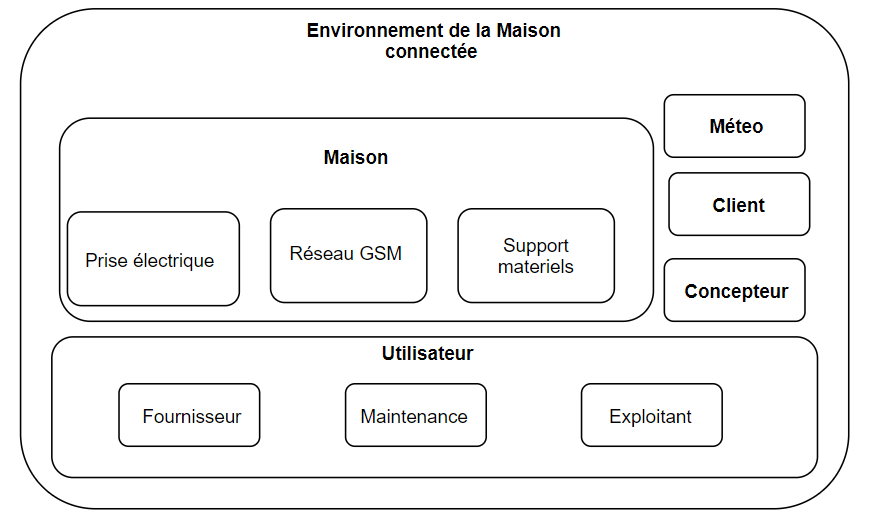 Environnement de la Maison
connectée
Méteo
Maison
Client
Prise électrique
Réseau GSM
Support
materiels
Concepteur
Utilisateur
Fournisseur
Maintenance
Exploitant